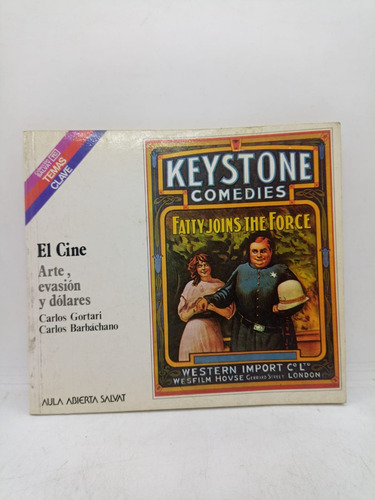 TEMAS
CLAVE
El Cine
Arte,
evasión
y dólares
Carlos Gortari
Carlos Barbáchano
AULA ABIERTA SALVAT
KEYSTONE
COMEDIES
FATTY JOINS THE FORCE
WESTERN IMPORT Co. Ld.
WESFILM HOUSE GERRARD STREET LONDON